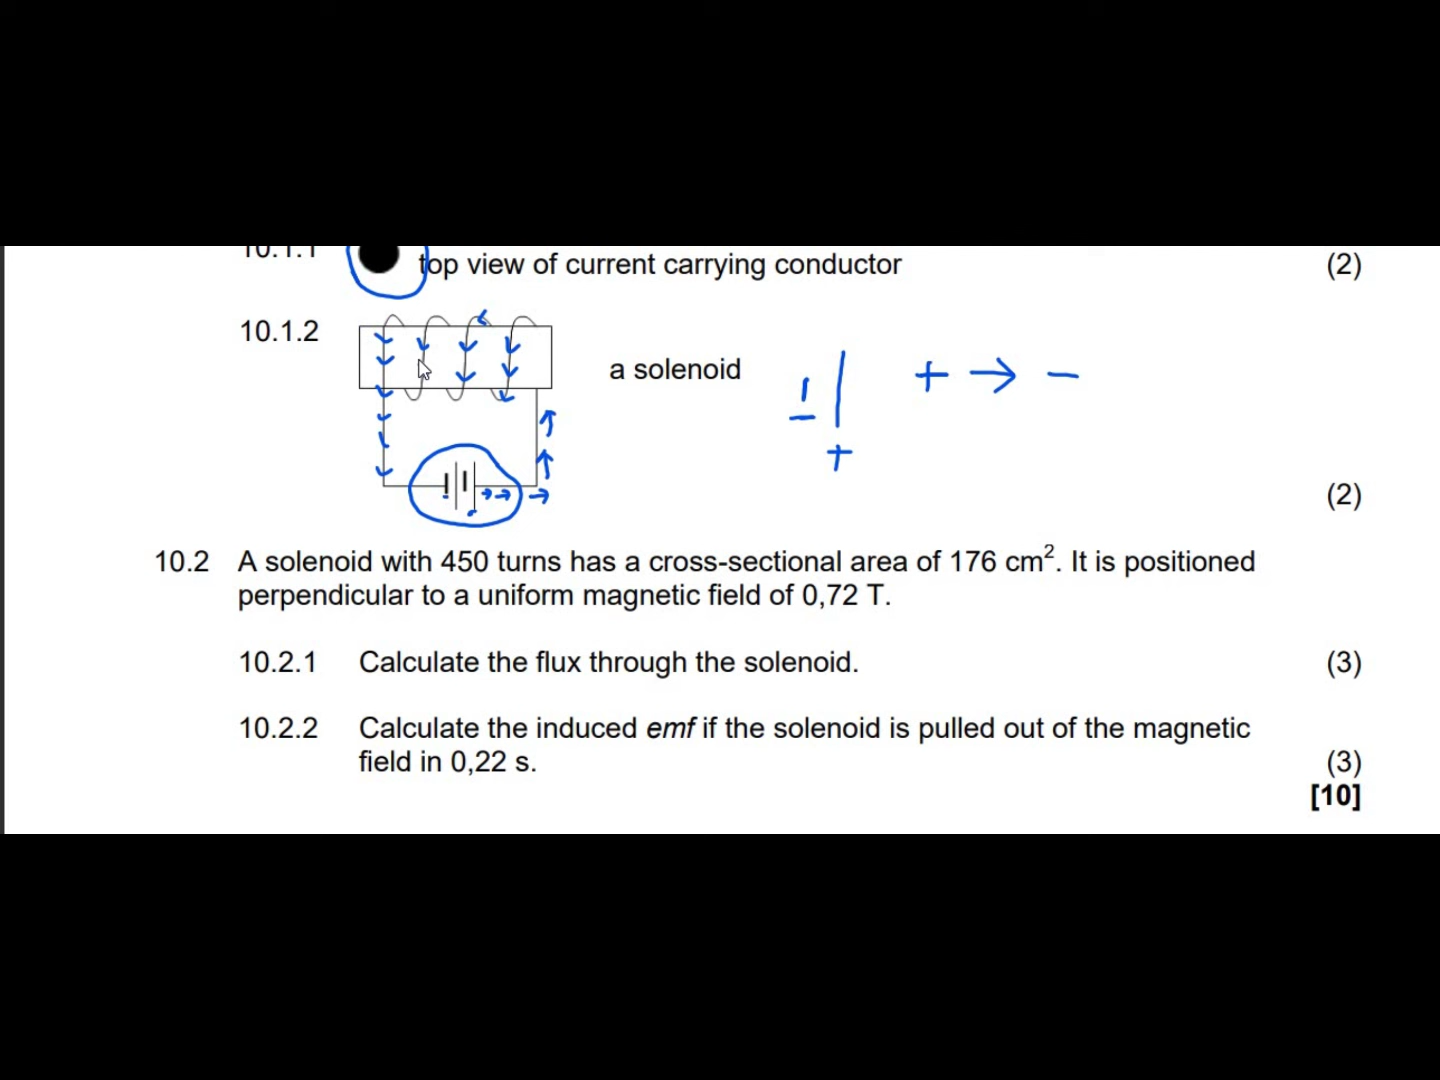 10.1.1 top view of current carrying conductor (2)
10.1.2
a solenoid
+ → −
−
+
(2)
10.2 A solenoid with 450 turns has a cross-sectional area of 176 cm². It is positioned
perpendicular to a uniform magnetic field of 0,72 T.
10.2.1 Calculate the flux through the solenoid. (3)
10.2.2 Calculate the induced emf if the solenoid is pulled out of the magnetic
field in 0,22 s. (3)
[10]